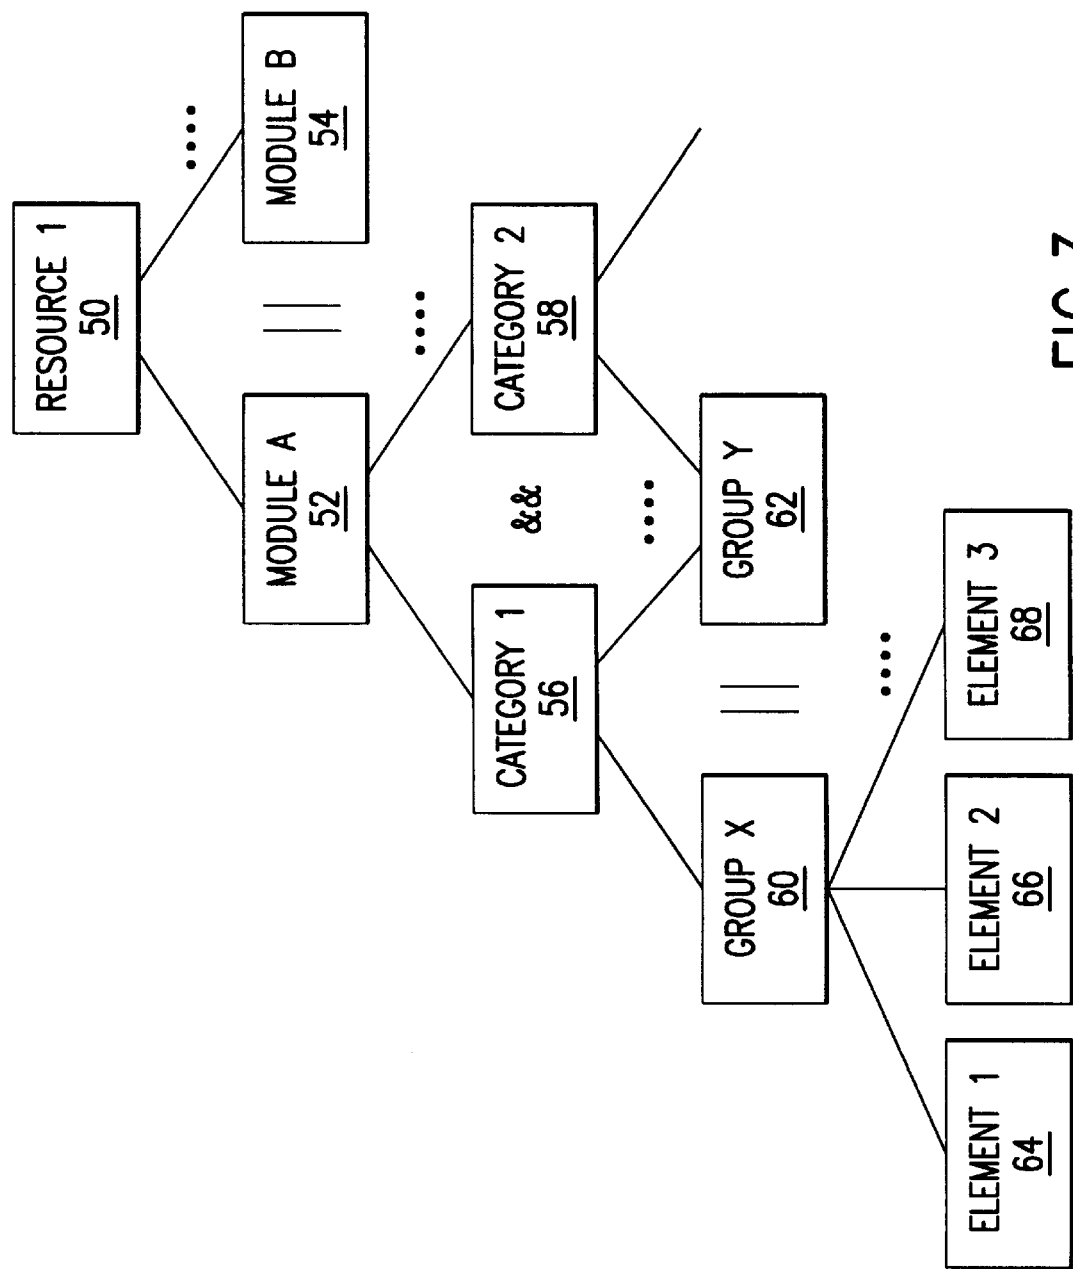 RESOURCE 1
50
MODULE A
52
||
MODULE B
54
....
CATEGORY 1
56
&&
CATEGORY 2
58
....
GROUP X
60
||
GROUP Y
62
....
ELEMENT 1
64
ELEMENT 2
66
ELEMENT 3
68
....